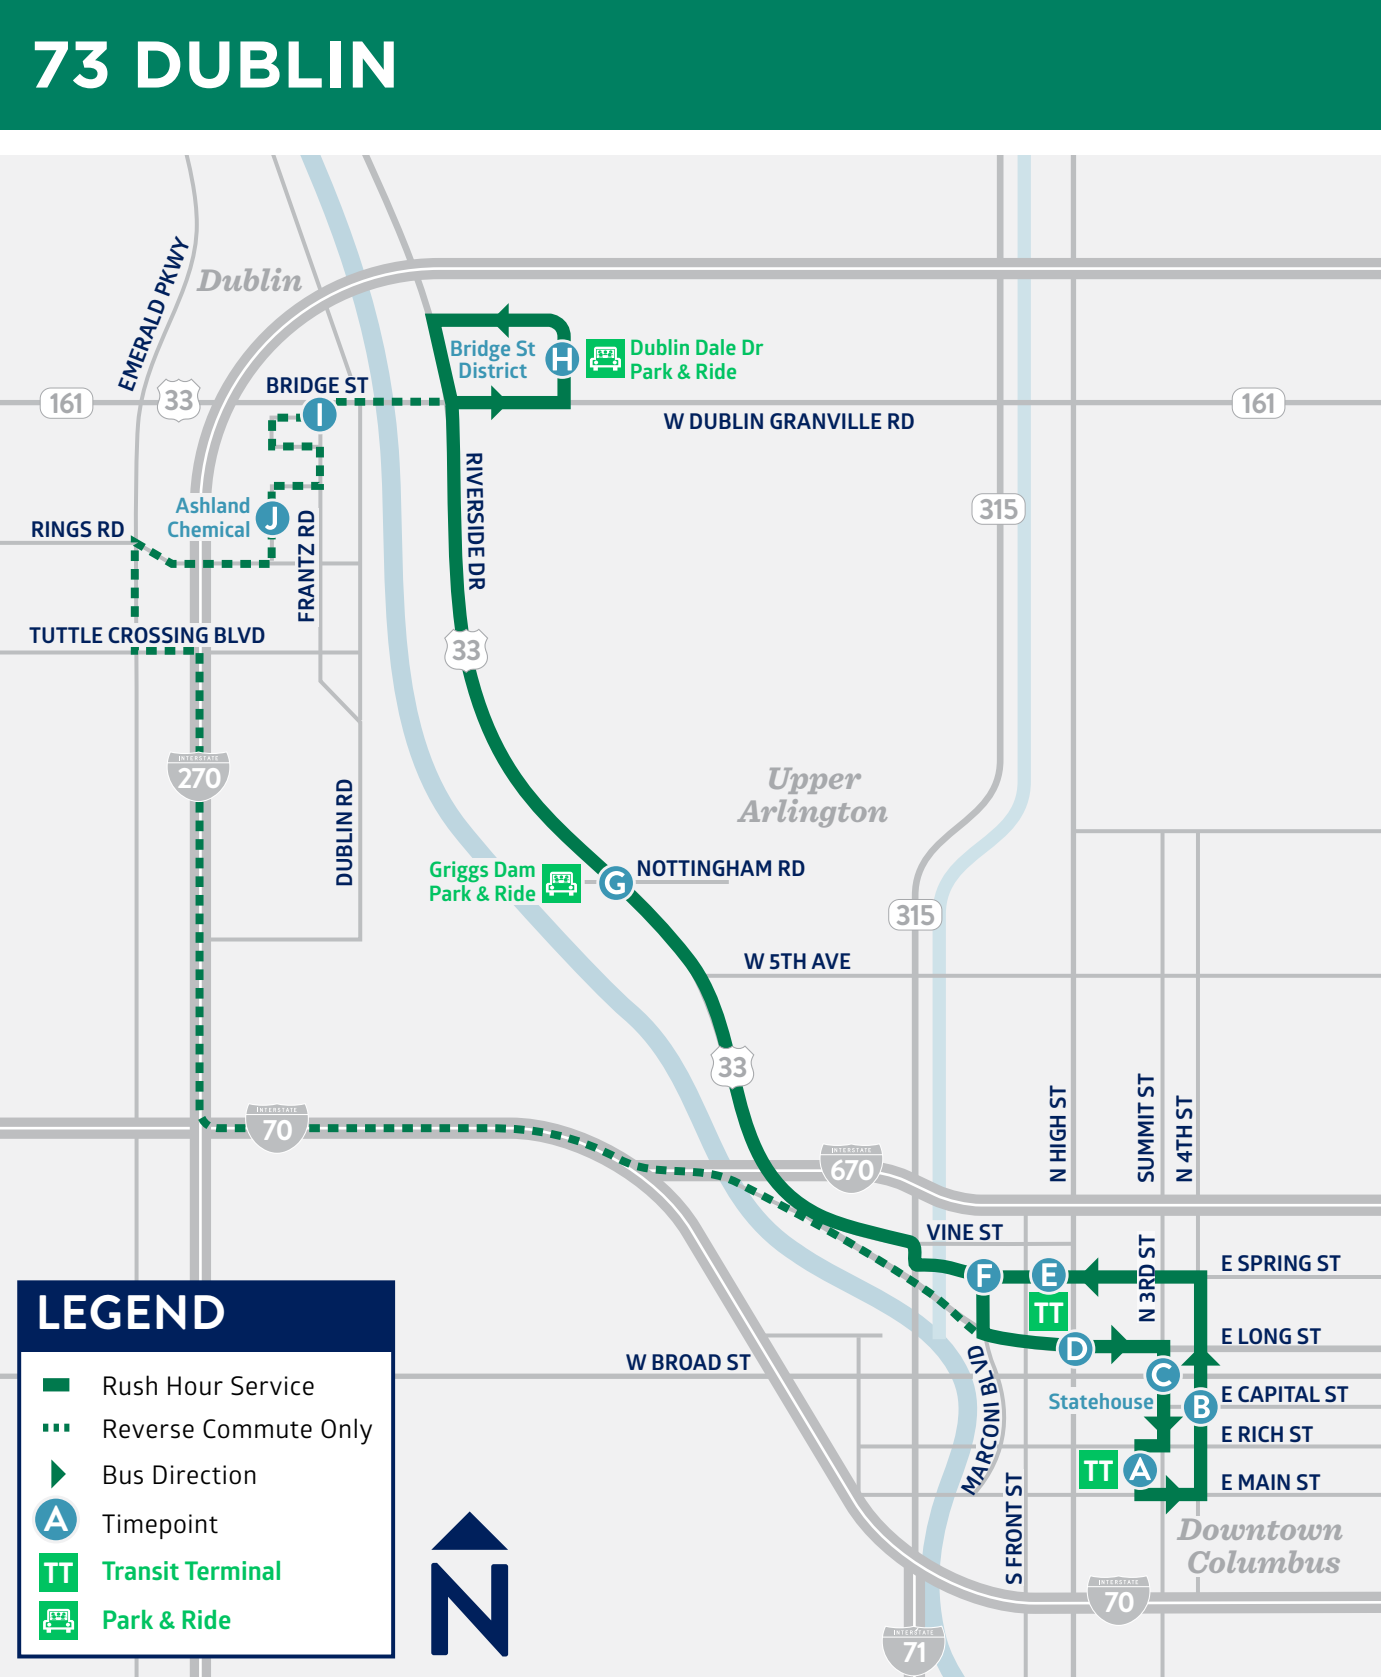 73 DUBLIN
EMERALD PKWY
Dublin
Bridge St
District
H
Dublin Dale Dr
Park & Ride
161
33
BRIDGE ST
I
161
W DUBLIN GRANVILLE RD
RIVERSIDE DR
315
Ashland
Chemical
J
RINGS RD
FRANTZ RD
TUTTLE CROSSING BLVD
33
INTERSTATE
270
DUBLIN RD
Upper
Arlington
Griggs Dam
Park & Ride
G
NOTTINGHAM RD
315
W 5TH AVE
33
INTERSTATE
70
INTERSTATE
670
N HIGH ST
SUMMIT ST
N 4TH ST
VINE ST
F
E
TT
N 3RD ST
E SPRING ST
D
E LONG ST
W BROAD ST
MARCONI BLVD
C
Statehouse
B
E CAPITAL ST
E RICH ST
TT
A
E MAIN ST
S FRONT ST
Downtown
Columbus
INTERSTATE
70
INTERSTATE
71
LEGEND
Rush Hour Service
Reverse Commute Only
Bus Direction
A
Timepoint
TT
Transit Terminal
Park & Ride
N